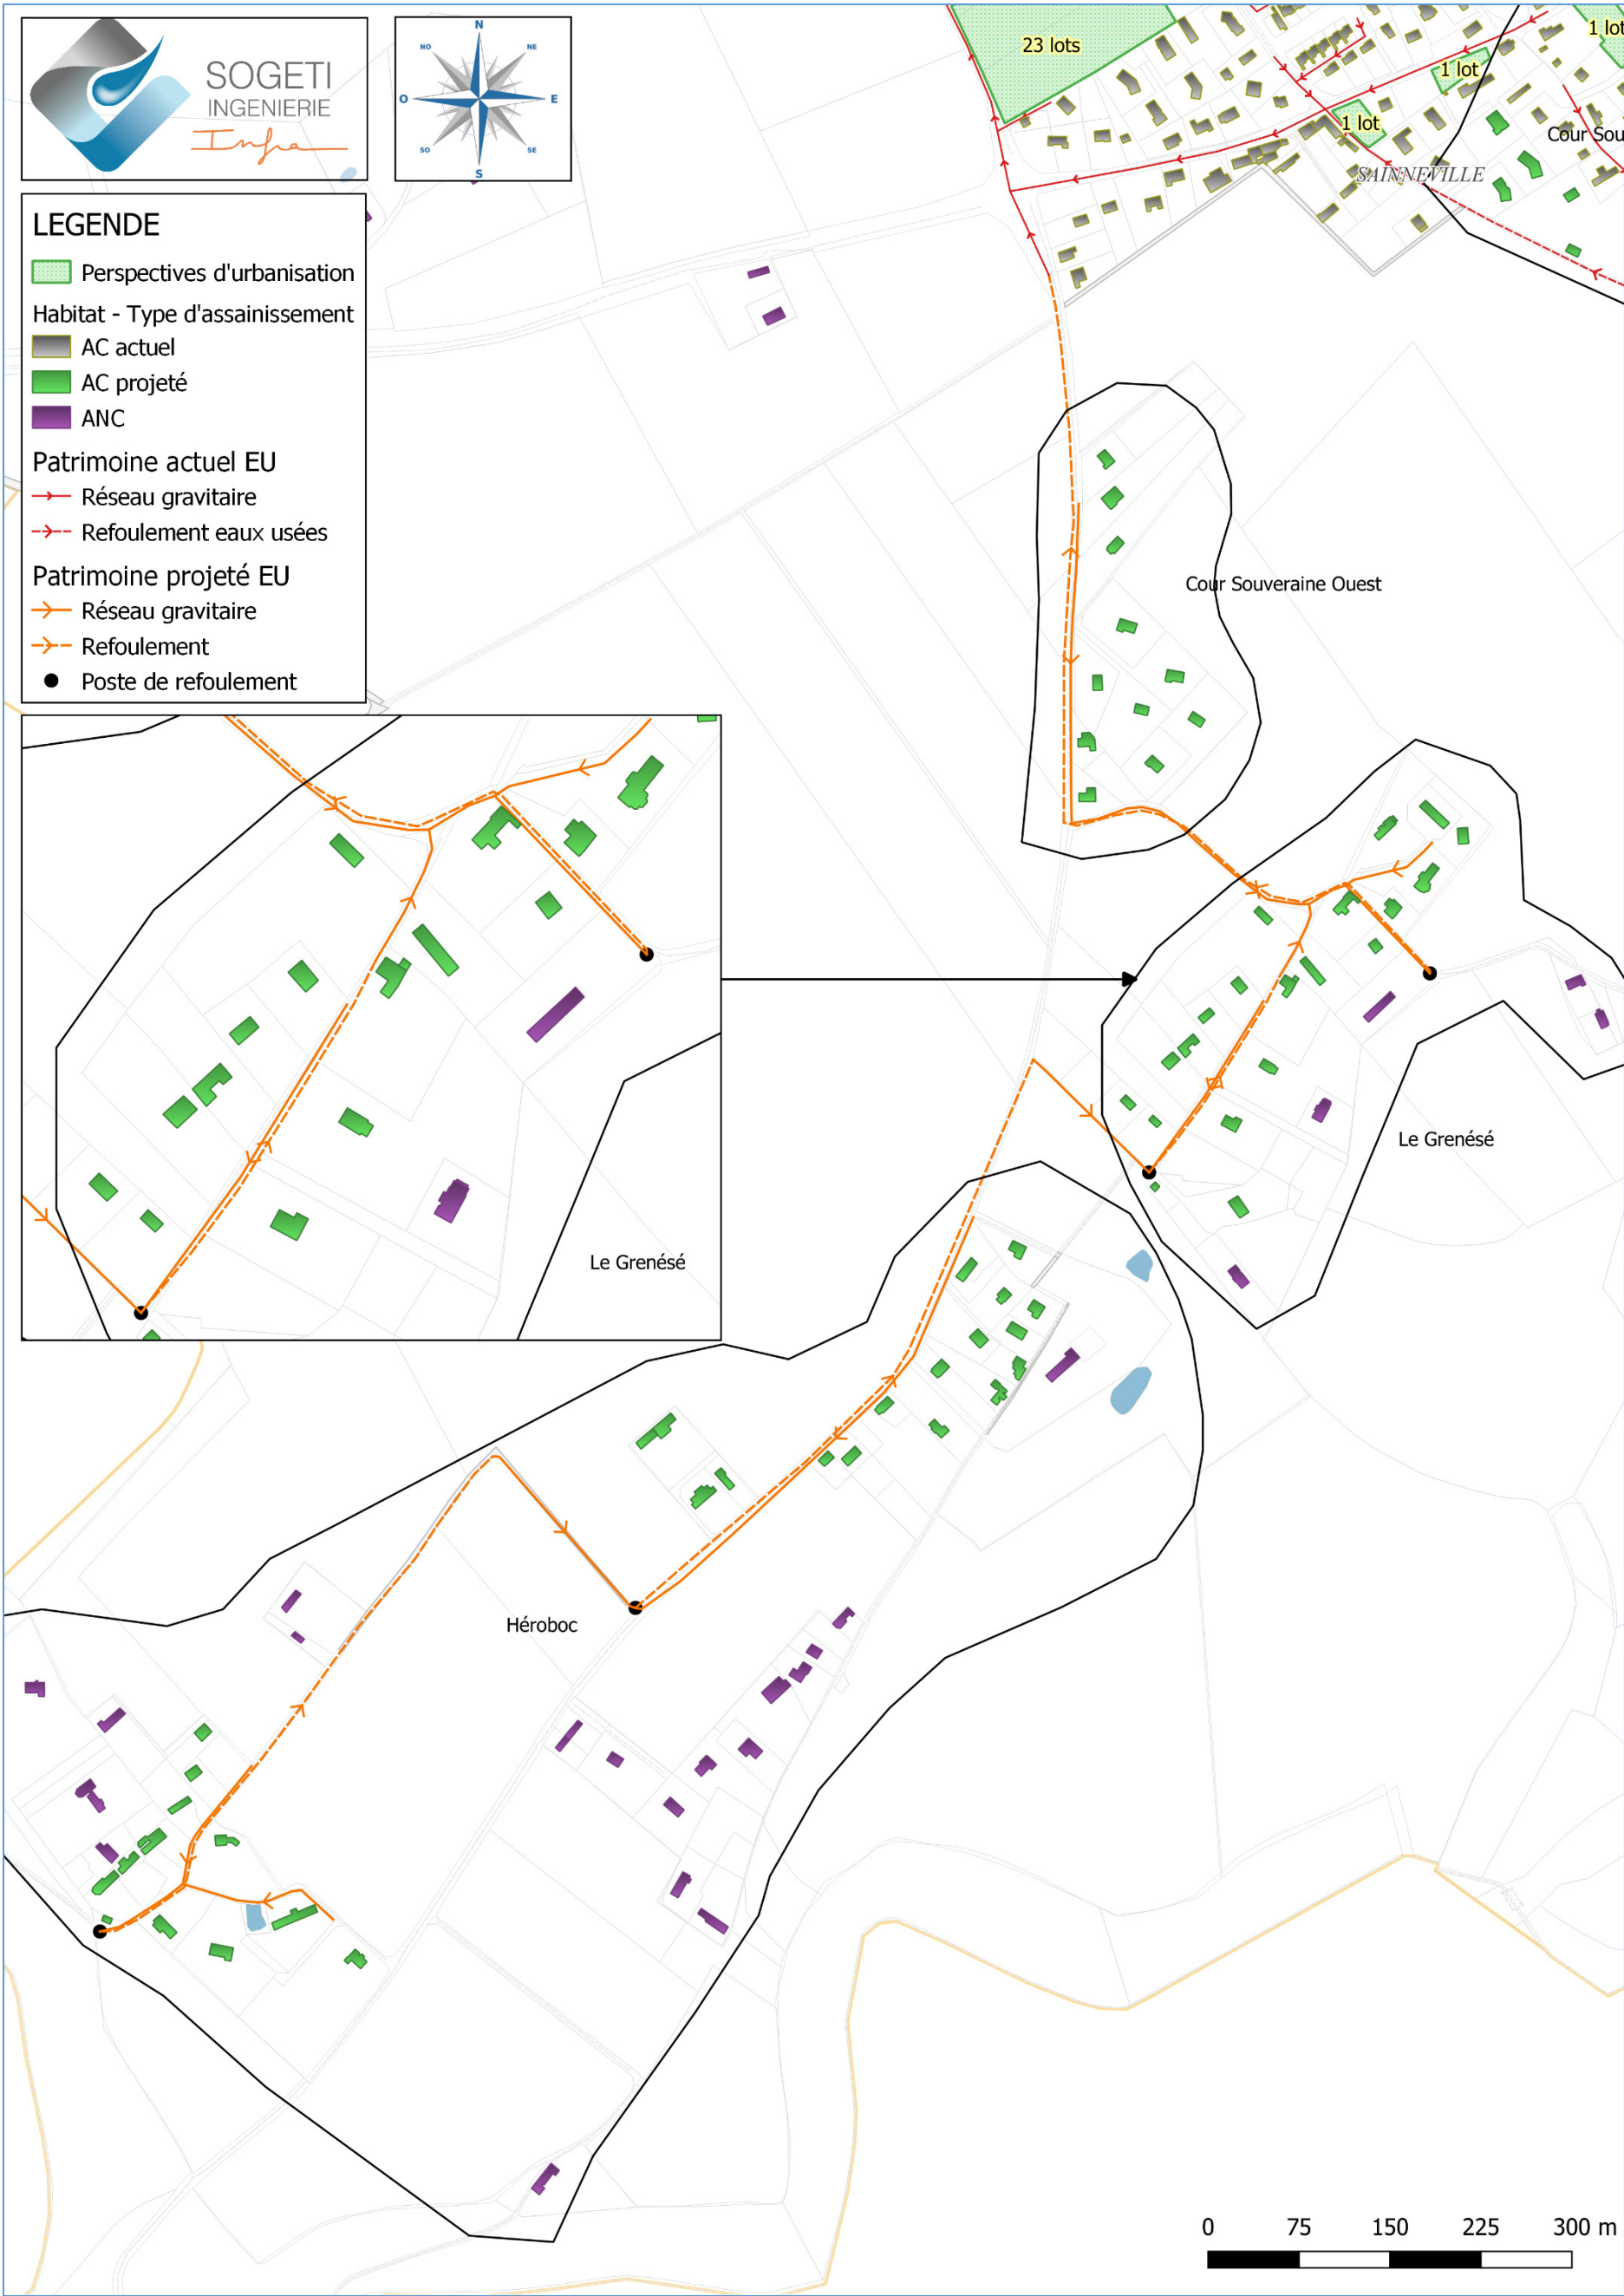 SOGETI
INGENIERIE
Infra
N
NO
NE
O
E
SO
SE
S
23 lots
1 lot
1 lot
1 lot
Cour Sou
SAINNEVILLE
LEGENDE
Perspectives d'urbanisation
Habitat - Type d'assainissement
AC actuel
AC projeté
ANC
Patrimoine actuel EU
Réseau gravitaire
Refoulement eaux usées
Patrimoine projeté EU
Réseau gravitaire
Refoulement
Poste de refoulement
Cour Souveraine Ouest
Le Grenésé
Le Grenésé
Héroboc
0 75 150 225 300 m